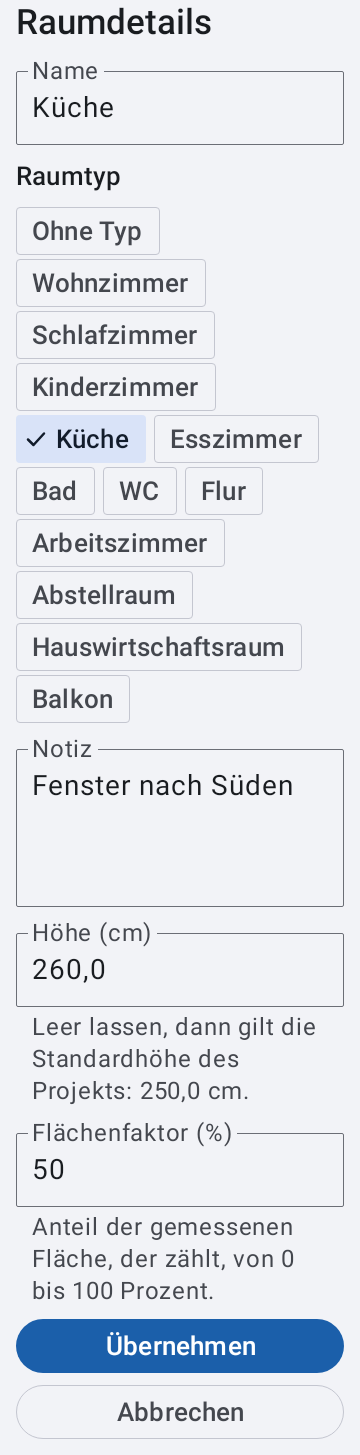 Raumdetails
Name
Küche
Raumtyp
Ohne Typ
Wohnzimmer
Schlafzimmer
Kinderzimmer
Küche Esszimmer
Bad WC Flur
Arbeitszimmer
Abstellraum
Hauswirtschaftsraum
Balkon
Notiz
Fenster nach Süden
Höhe (cm)
260,0
Leer lassen, dann gilt die
Standardhöhe des
Projekts: 250,0 cm.
Flächenfaktor (%)
50
Anteil der gemessenen
Fläche, der zählt, von 0
bis 100 Prozent.
Übernehmen
Abbrechen